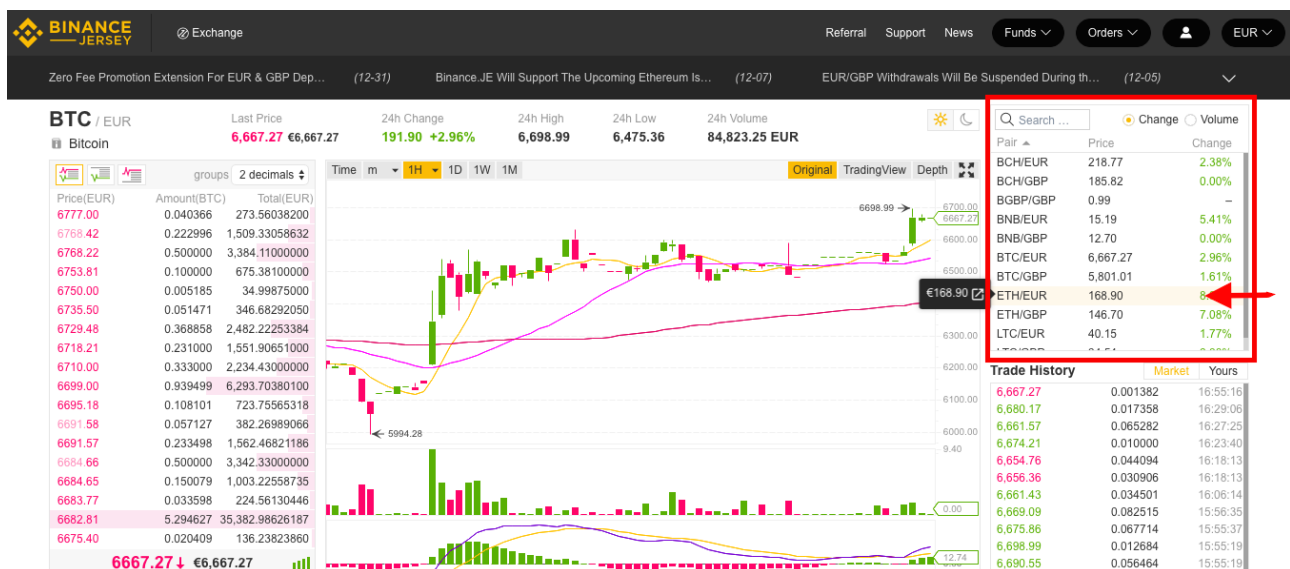 BINANCE
JERSEY
Exchange
Referral Support News Funds Orders EUR
Zero Fee Promotion Extension For EUR & GBP Dep... (12-31) Binance.JE Will Support The Upcoming Ethereum Is... (12-07) EUR/GBP Withdrawals Will Be Suspended During th... (12-05)
BTC / EUR
Bitcoin
Last Price 24h Change 24h High 24h Low 24h Volume
6,667.27 €6,667.27 191.90 +2.96% 6,698.99 6,475.36 84,823.25 EUR
groups 2 decimals
Price(EUR) Amount(BTC) Total(EUR)
6777.00 0.040366 273.56038200
6768.42 0.222996 1,509.33058632
6768.22 0.500000 3,384.11000000
6753.81 0.100000 675.38100000
6750.00 0.005185 34.99875000
6735.50 0.051471 346.68292050
6729.48 0.368858 2,482.22253384
6718.21 0.231000 1,551.90651000
6710.00 0.333000 2,234.43000000
6699.00 0.939499 6,293.70380100
6695.18 0.108101 723.75565318
6691.58 0.057127 382.26989066
6691.57 0.233498 1,562.46821186
6684.66 0.500000 3,342.33000000
6684.65 0.150079 1,003.22558735
6683.77 0.033598 224.56130446
6682.81 5.294627 35,382.98626187
6675.40 0.020409 136.23823860
6667.27↓ €6,667.27
Time m 1H 1D 1W 1M Original TradingView Depth
6698.99
6700.00
6667.27
6600.00
6500.00
€168.90
6300.00
6200.00
6100.00
6000.00
5994.28
9.40
0.00
12.74
Search ... Change Volume
Pair Price Change
BCH/EUR 218.77 2.38%
BCH/GBP 185.82 0.00%
BGBP/GBP 0.99 –
BNB/EUR 15.19 5.41%
BNB/GBP 12.70 0.00%
BTC/EUR 6,667.27 2.96%
BTC/GBP 5,801.01 1.61%
ETH/EUR 168.90
ETH/GBP 146.70 7.08%
LTC/EUR 40.15 1.77%
Trade History Market Yours
6,667.27 0.001382 16:55:16
6,680.17 0.017358 16:29:06
6,661.57 0.065282 16:27:25
6,674.21 0.010000 16:23:40
6,654.76 0.044094 16:18:13
6,656.36 0.030906 16:18:13
6,661.43 0.034501 16:06:14
6,669.09 0.082515 15:56:35
6,675.86 0.067714 15:55:37
6,698.99 0.012684 15:55:19
6,690.55 0.056464 15:55:19